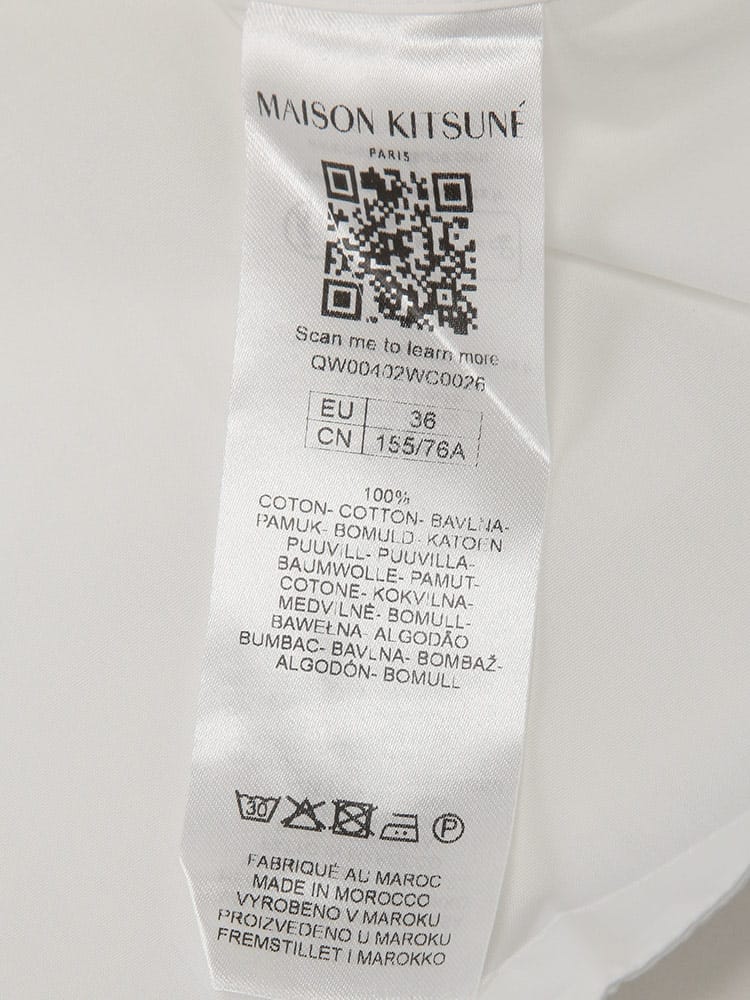 MAISON KITSUNÉ
PARIS
Scan me to learn more
QW00402WC0026
EU 36
CN 155/76A
100%
COTON- COTTON- BAVLNA-
PAMUK- BOMULD- KATOEN
PUUVILL- PUUVILLA-
BAUMWOLLE- PAMUT-
COTONE- KOKVILNA-
MEDVILNĖ- BOMULL-
BAWEŁNA- ALGODÃO
BUMBAC- BAVLNA- BOMBAŽ-
ALGODÓN- BOMULL
30 P
FABRIQUÉ AU MAROC
MADE IN MOROCCO
VYROBENO V MAROKU
PROIZVEDENO U MAROKU
FREMSTILLET I MAROKKO